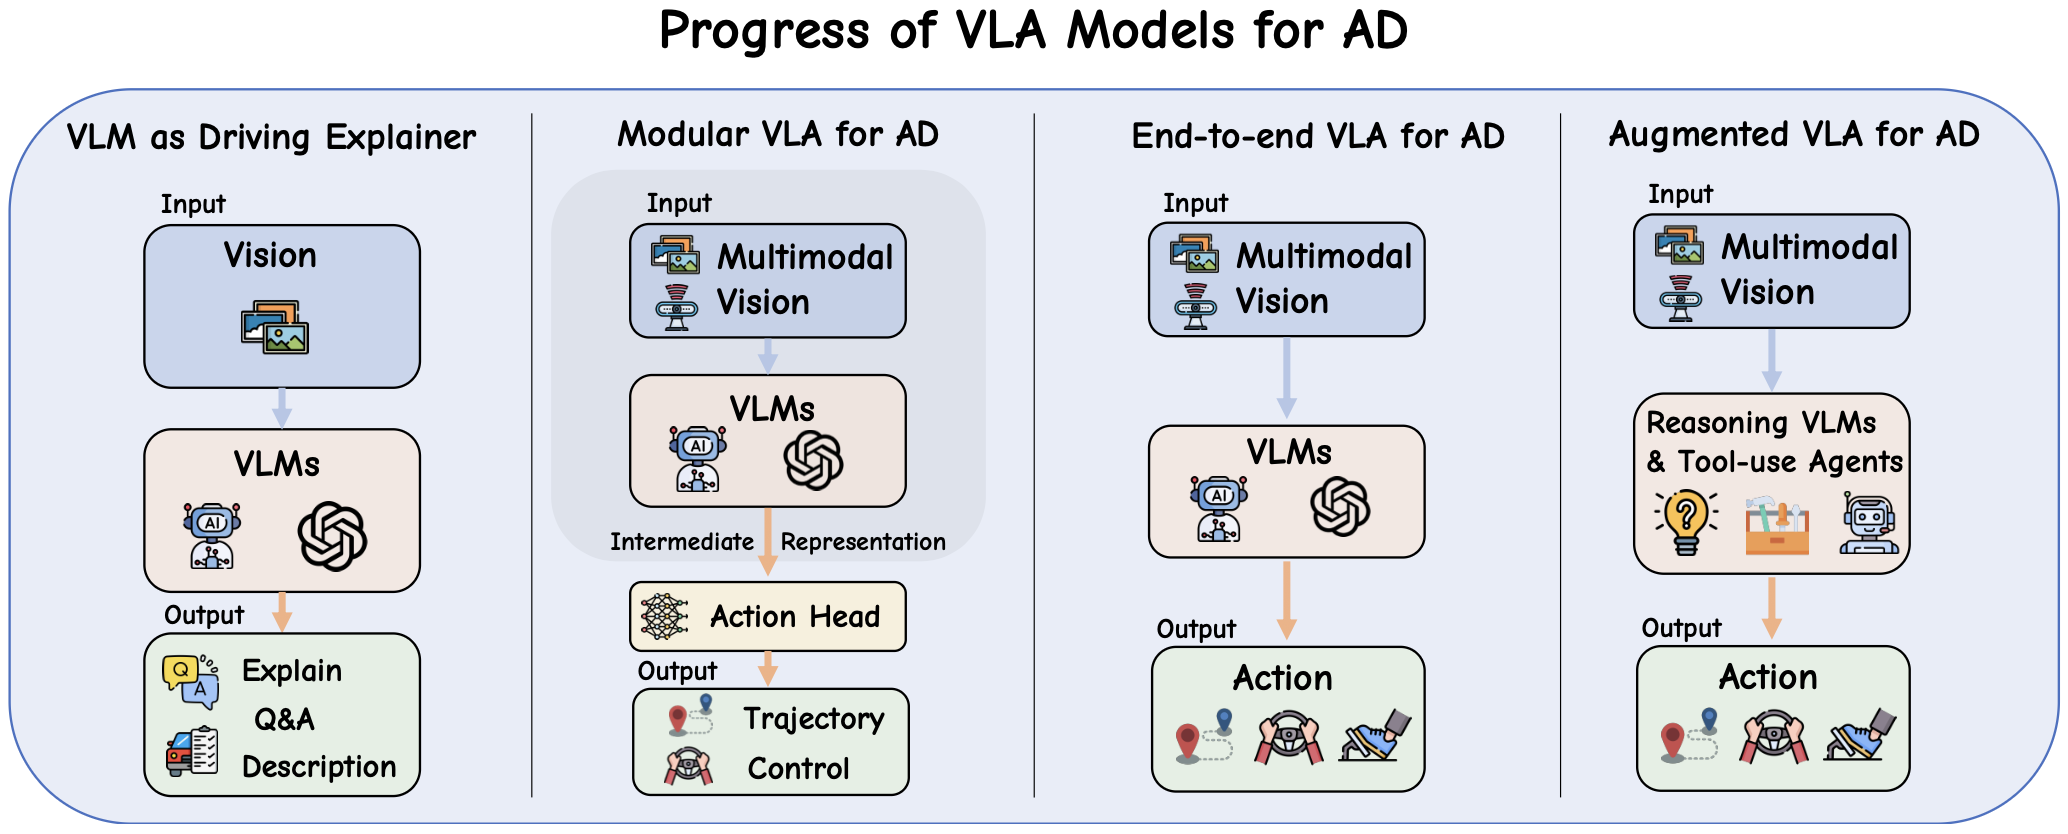 Progress of VLA Models for AD
VLM as Driving Explainer
Input
Vision
VLMs
AI
Output
Q
A
Explain
Q&A
Description
Modular VLA for AD
Input
Multimodal
Vision
VLMs
AI
Intermediate Representation
Action Head
Output
Trajectory
Control
End-to-end VLA for AD
Input
Multimodal
Vision
VLMs
AI
Output
Action
Augmented VLA for AD
Input
Multimodal
Vision
Reasoning VLMs
& Tool-use Agents
?
Output
Action